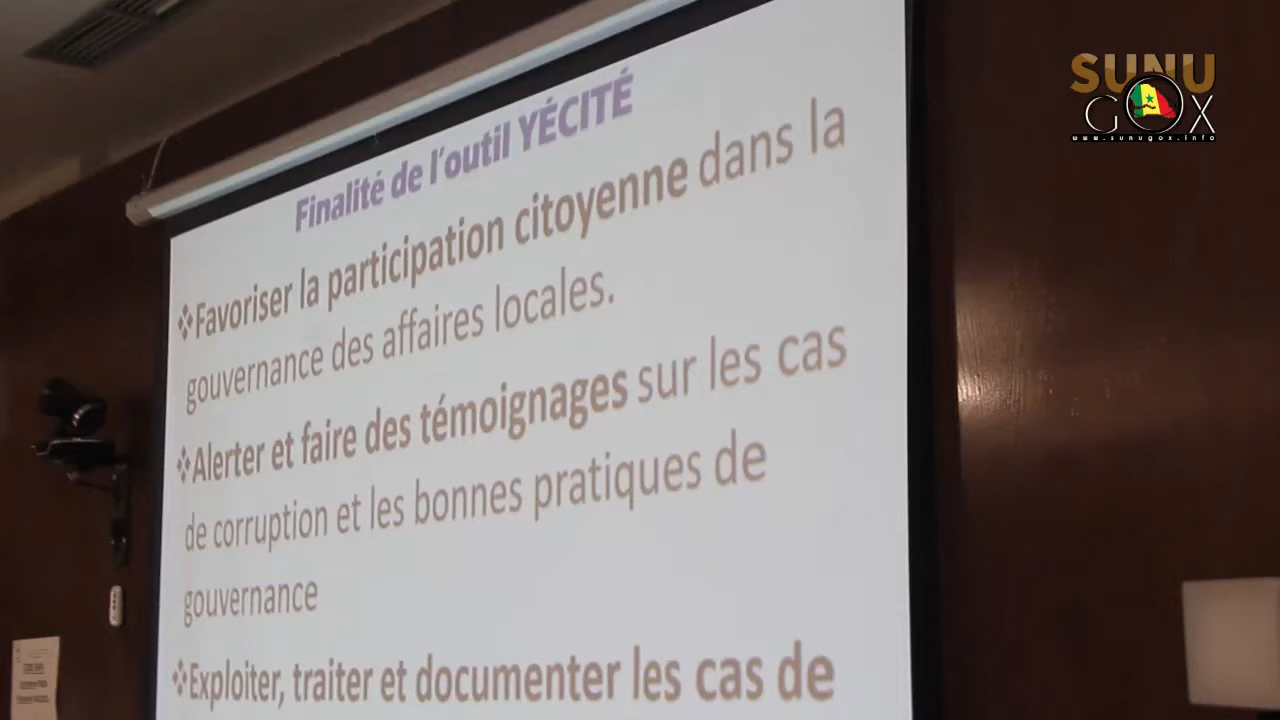 SUNU
GOX
www.sunugox.info
Finalité de l'outil YÉCITÉ
❖Favoriser la participation citoyenne dans la
gouvernance des affaires locales.
❖Alerter et faire des témoignages sur les cas
de corruption et les bonnes pratiques de
gouvernance
❖Exploiter, traiter et documenter les cas de